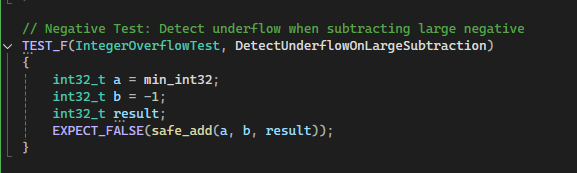 // Negative Test: Detect underflow when subtracting large negative
TEST_F(IntegerOverflowTest, DetectUnderflowOnLargeSubtraction)
{
    int32_t a = min_int32;
    int32_t b = -1;
    int32_t result;
    EXPECT_FALSE(safe_add(a, b, result));
}